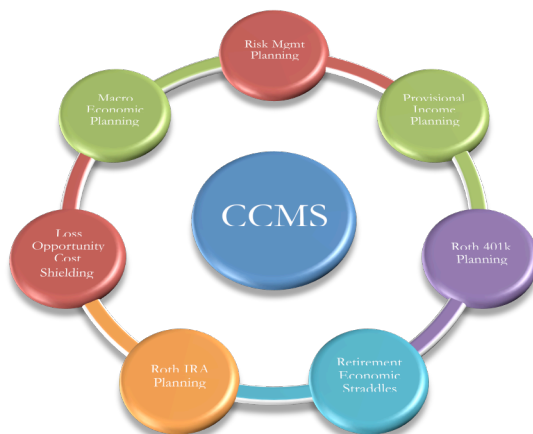 Risk Mgmt
Planning
Provisional
Income
Planning
Roth 401k
Planning
Retirement
Economic
Straddles
Roth IRA
Planning
Loss
Opportunity
Cost
Shielding
Macro
Economic
Planning
CCMS